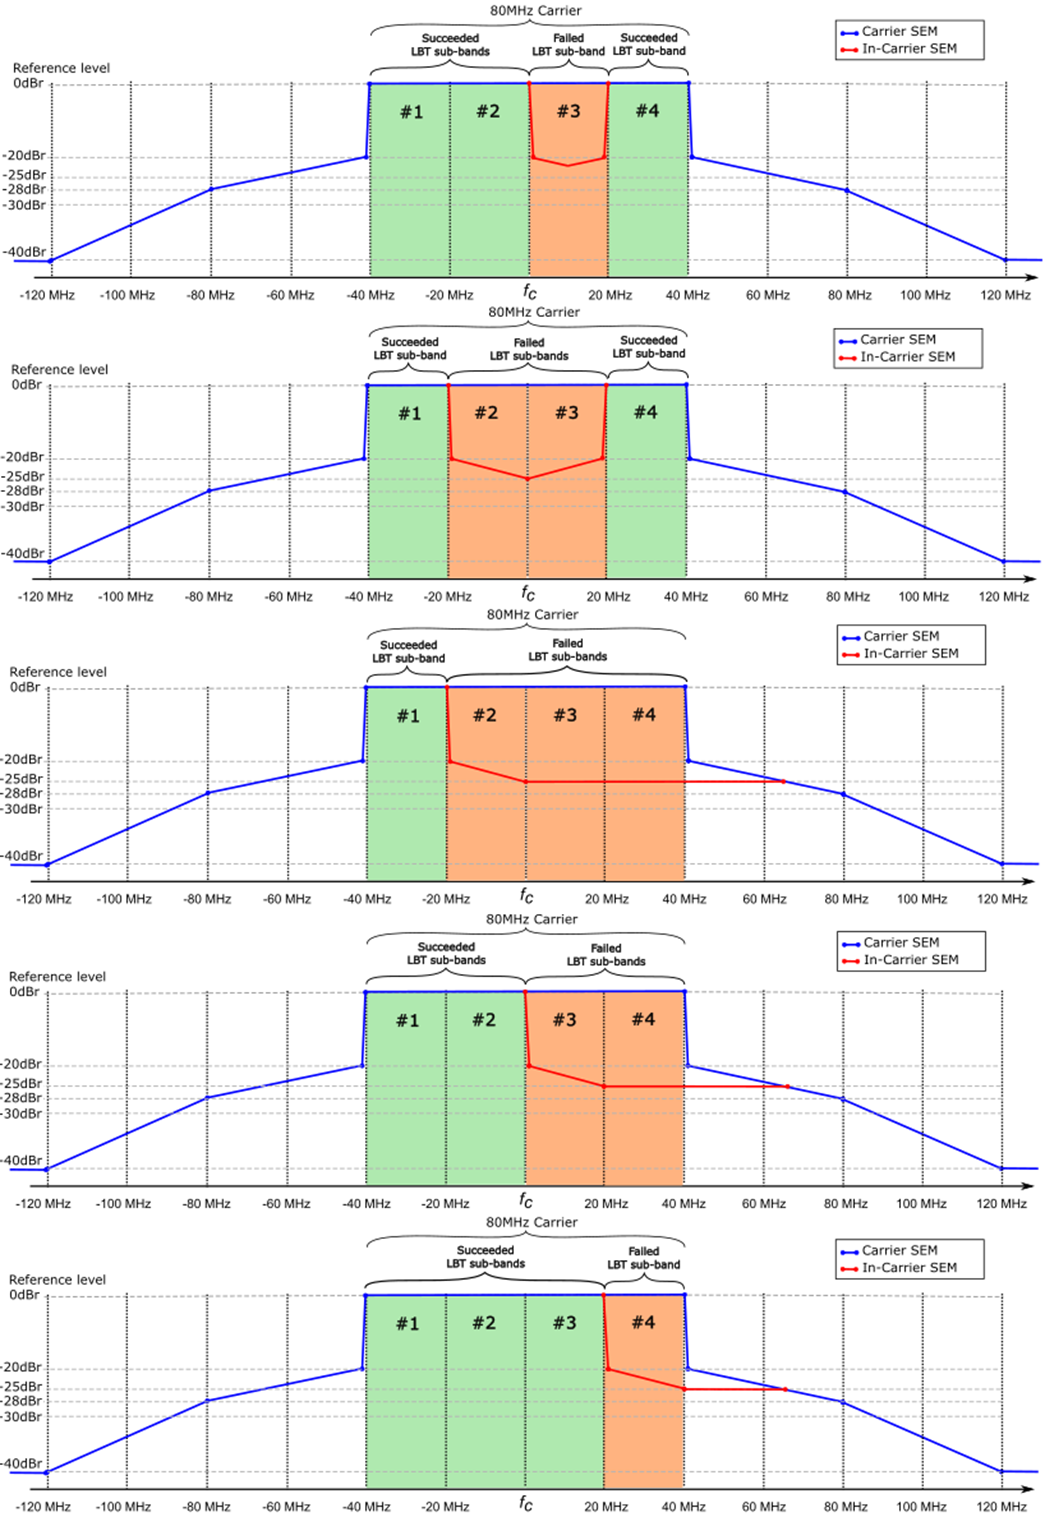 80MHz Carrier
Succeeded LBT sub-bands
Failed LBT sub-band
Succeeded LBT sub-band
Carrier SEM
In-Carrier SEM
Reference level
0dBr
#1 #2 #3 #4
-20dBr
-25dBr
-28dBr
-30dBr
-40dBr
-120 MHz -100 MHz -80 MHz -60 MHz -40 MHz -20 MHz fc 20 MHz 40 MHz 60 MHz 80 MHz 100 MHz 120 MHz
80MHz Carrier
Succeeded LBT sub-band
Failed LBT sub-bands
Succeeded LBT sub-band
Carrier SEM
In-Carrier SEM
Reference level
0dBr
#1 #2 #3 #4
-20dBr
-25dBr
-28dBr
-30dBr
-40dBr
-120 MHz -100 MHz -80 MHz -60 MHz -40 MHz -20 MHz fc 20 MHz 40 MHz 60 MHz 80 MHz 100 MHz 120 MHz
80MHz Carrier
Succeeded LBT sub-band
Failed LBT sub-bands
Carrier SEM
In-Carrier SEM
Reference level
0dBr
#1 #2 #3 #4
-20dBr
-25dBr
-28dBr
-30dBr
-40dBr
-120 MHz -100 MHz -80 MHz -60 MHz -40 MHz -20 MHz fc 20 MHz 40 MHz 60 MHz 80 MHz 100 MHz 120 MHz
80MHz Carrier
Succeeded LBT sub-bands
Failed LBT sub-bands
Carrier SEM
In-Carrier SEM
Reference level
0dBr
#1 #2 #3 #4
-20dBr
-25dBr
-28dBr
-30dBr
-40dBr
-120 MHz -100 MHz -80 MHz -60 MHz -40 MHz -20 MHz fc 20 MHz 40 MHz 60 MHz 80 MHz 100 MHz 120 MHz
80MHz Carrier
Succeeded LBT sub-bands
Failed LBT sub-band
Carrier SEM
In-Carrier SEM
Reference level
0dBr
#1 #2 #3 #4
-20dBr
-25dBr
-28dBr
-30dBr
-40dBr
-120 MHz -100 MHz -80 MHz -60 MHz -40 MHz -20 MHz fc 20 MHz 40 MHz 60 MHz 80 MHz 100 MHz 120 MHz